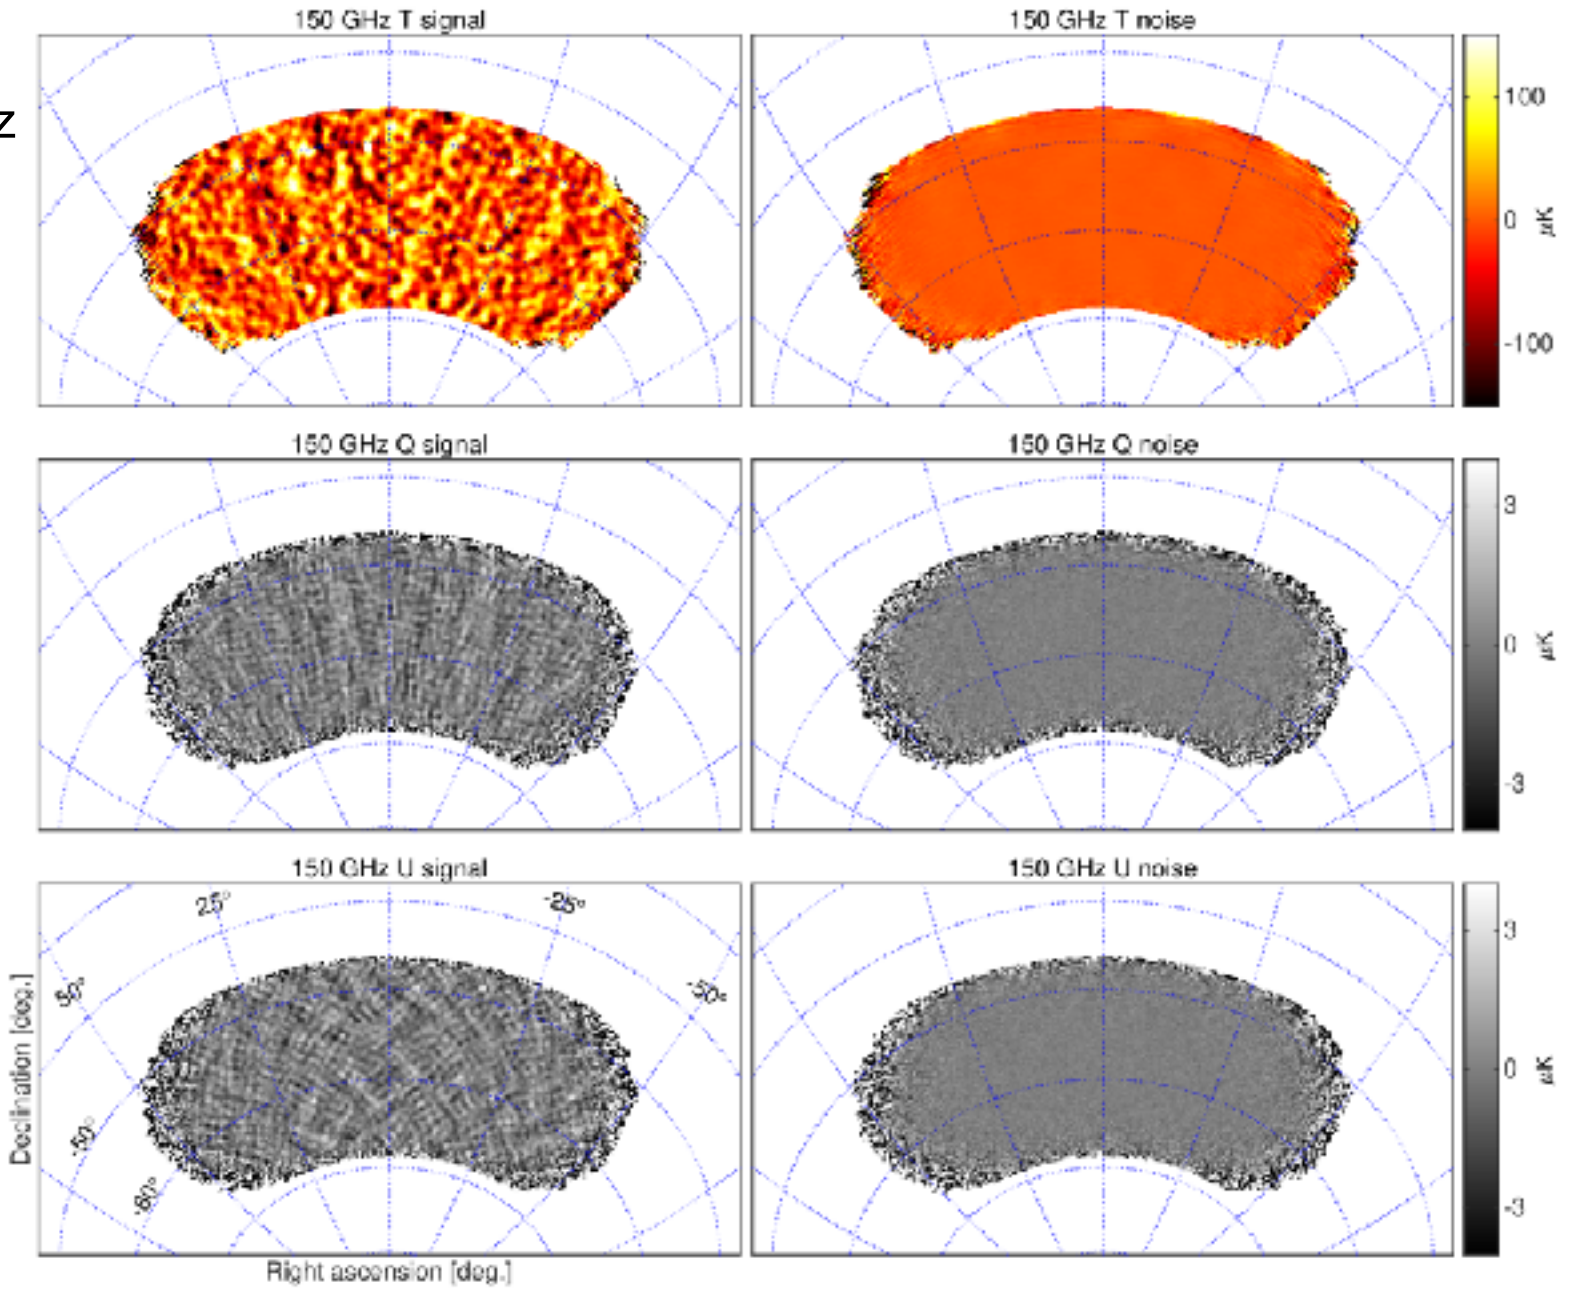 150 GHz T signal
150 GHz T noise
z
100
0
-100
μK
150 GHz Q signal
150 GHz Q noise
3
0
-3
μK
150 GHz U signal
150 GHz U noise
25°
-25°
50°
-50°
-50°
-60°
3
0
-3
μK
Declination [deg.]
Right ascension [deg.]